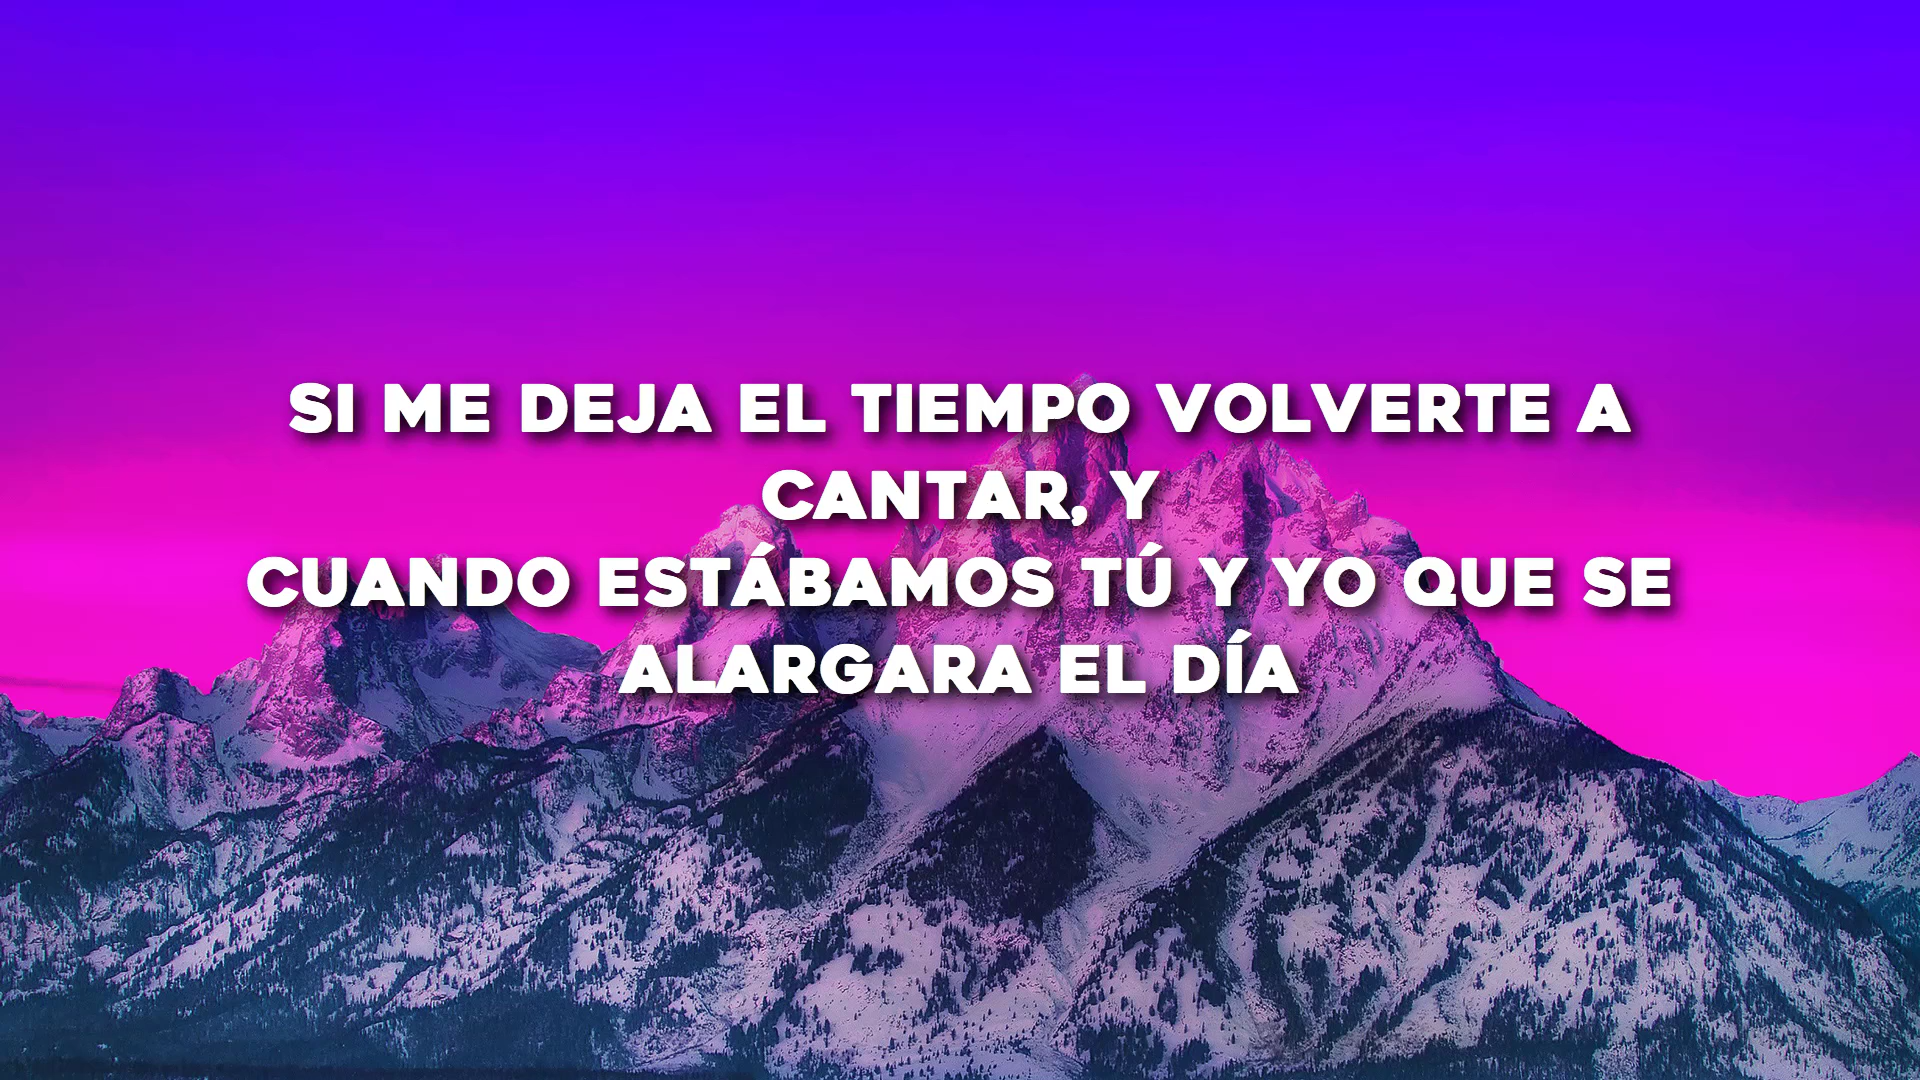 SI ME DEJA EL TIEMPO VOLVERTE A
CANTAR, Y
CUANDO ESTÁBAMOS TÚ Y YO QUE SE
ALARGARA EL DÍA